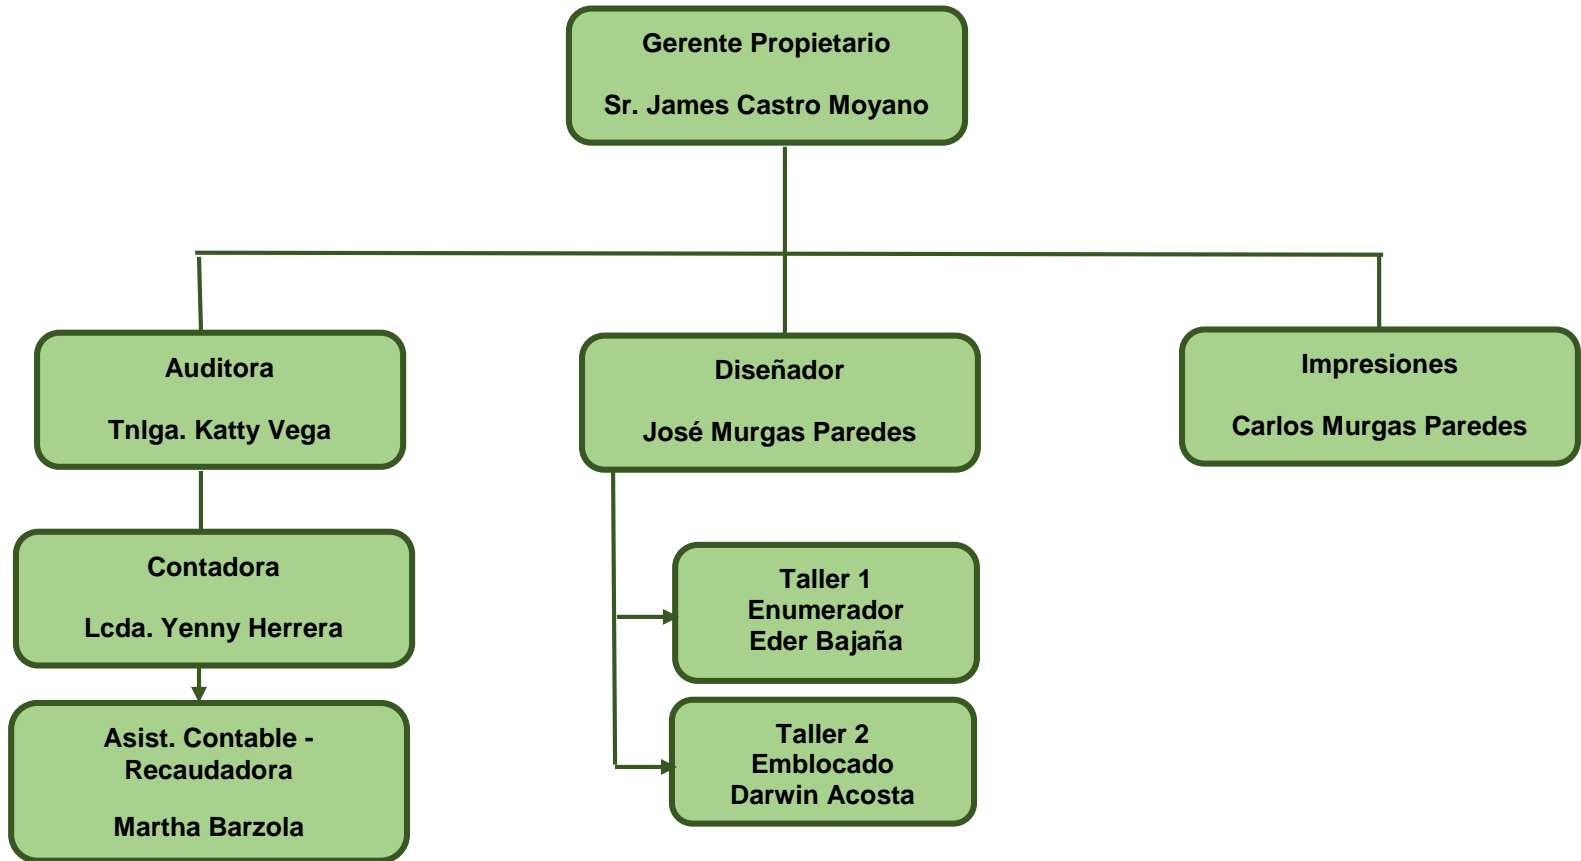 Gerente Propietario
Sr. James Castro Moyano
Auditora
Tnlga. Katty Vega
Diseñador
José Murgas Paredes
Impresiones
Carlos Murgas Paredes
Contadora
Lcda. Yenny Herrera
Taller 1
Enumerador
Eder Bajaña
Asist. Contable -
Recaudadora
Martha Barzola
Taller 2
Emblocado
Darwin Acosta